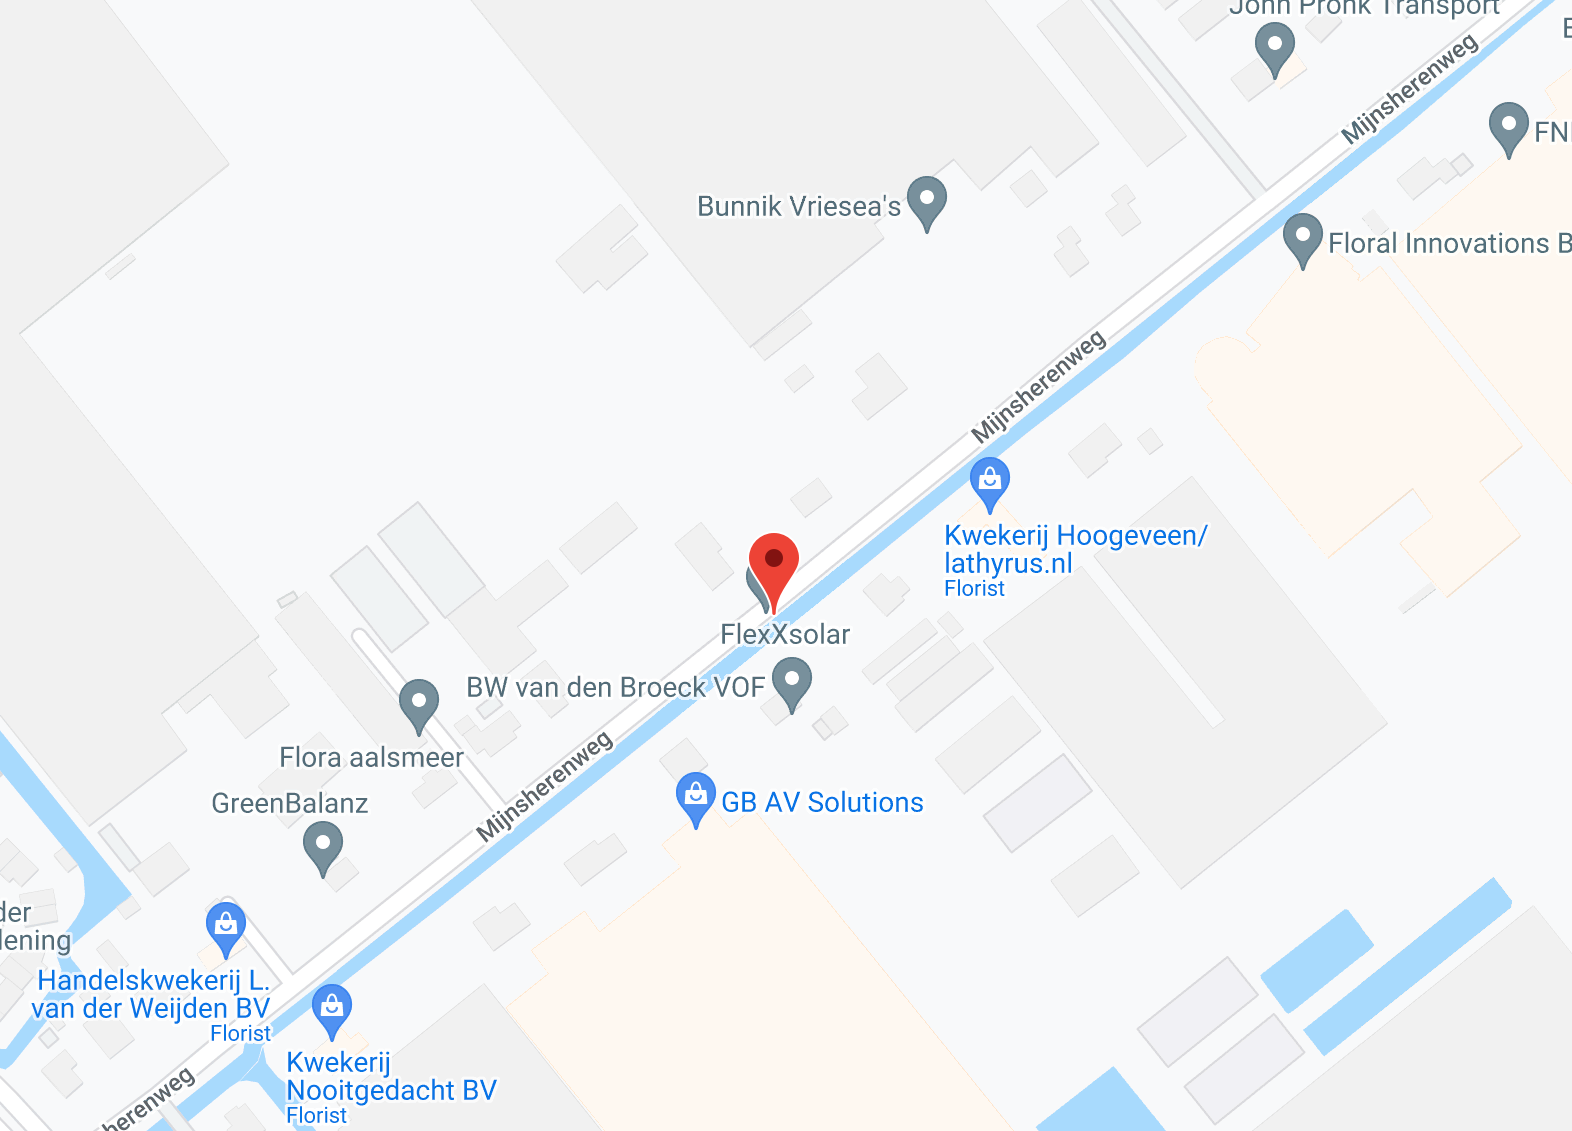 John Pronk Transport
Mijnsherenweg
FN
Bunnik Vriesea's
Floral Innovations B
Mijnsherenweg
Kwekerij Hoogeveen/
lathyrus.nl
Florist
FlexXsolar
BW van den Broeck VOF
Flora aalsmeer
Mijnsherenweg
GreenBalanz
GB AV Solutions
der
lening
Handelskwekerij L.
van der Weijden BV
Florist
Kwekerij
Nooitgedacht BV
Florist
herenweg